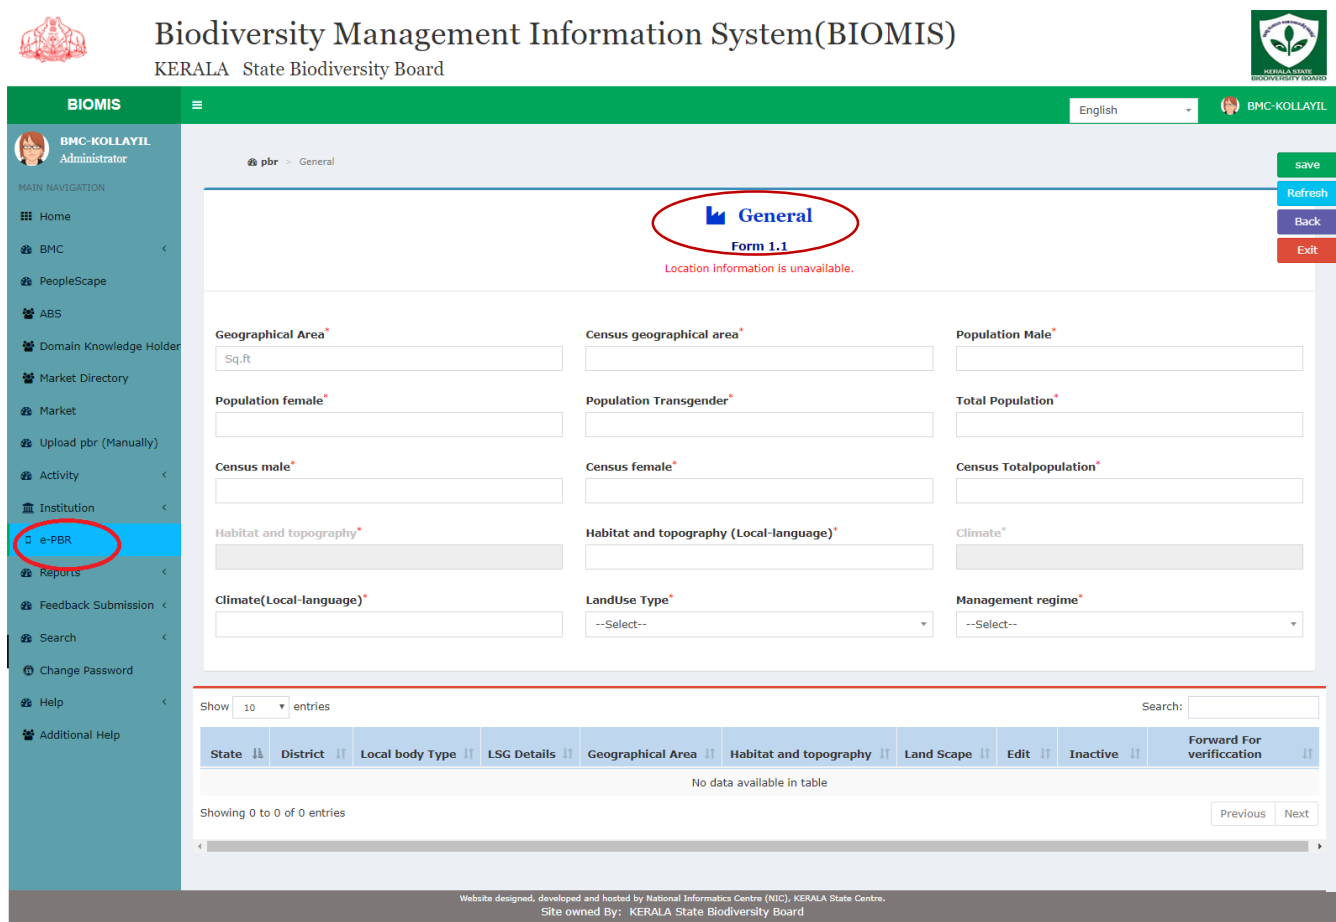 Biodiversity Management Information System(BIOMIS)
KERALA State Biodiversity Board
KERALA STATE
BIODIVERSITY BOARD
BIOMIS
English
BMC-KOLLAYIL
BMC-KOLLAYIL
Administrator
MAIN NAVIGATION
Home
BMC
PeopleScape
ABS
Domain Knowledge Holder
Market Directory
Market
Upload pbr (Manually)
Activity
Institution
e-PBR
Reports
Feedback Submission
Search
Change Password
Help
Additional Help
pbr > General
save
Refresh
Back
Exit
General
Form 1.1
Location information is unavailable.
Geographical Area* Census geographical area* Population Male*
Sq.ft
Population female* Population Transgender* Total Population*
Census male* Census female* Census Totalpopulation*
Habitat and topography* Habitat and topography (Local-language)* Climate*
Climate(Local-language)* LandUse Type* Management regime*
--Select-- --Select--
Show 10 entries Search:
State District Local body Type LSG Details Geographical Area Habitat and topography Land Scape Edit Inactive Forward For
verificcation
No data available in table
Showing 0 to 0 of 0 entries Previous Next
Website designed, developed and hosted by National Informatics Centre (NIC), KERALA State Centre.
Site owned By: KERALA State Biodiversity Board